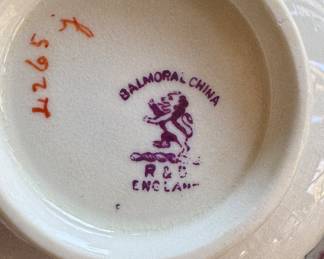 4265 J
BALMORAL CHINA
R & D
ENGLAND